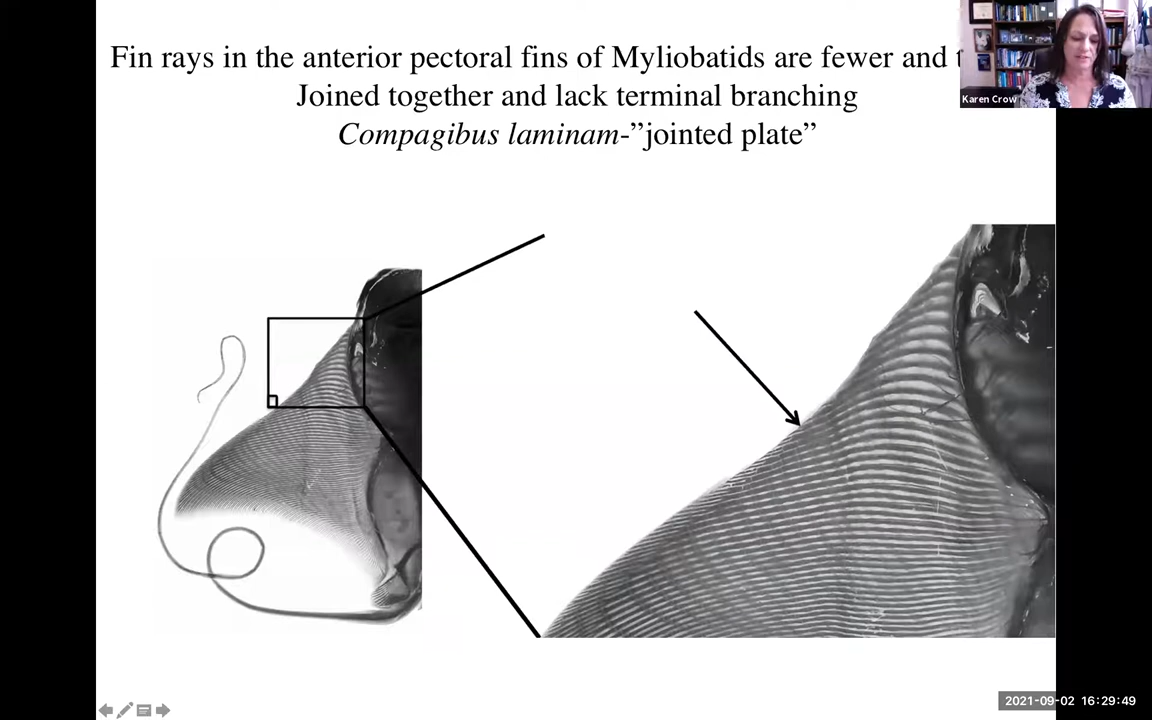 Fin rays in the anterior pectoral fins of Myliobatids are fewer and
Joined together and lack terminal branching
Compagibus laminam-”jointed plate”
Karen Crow
2021-09-02 16:29:49